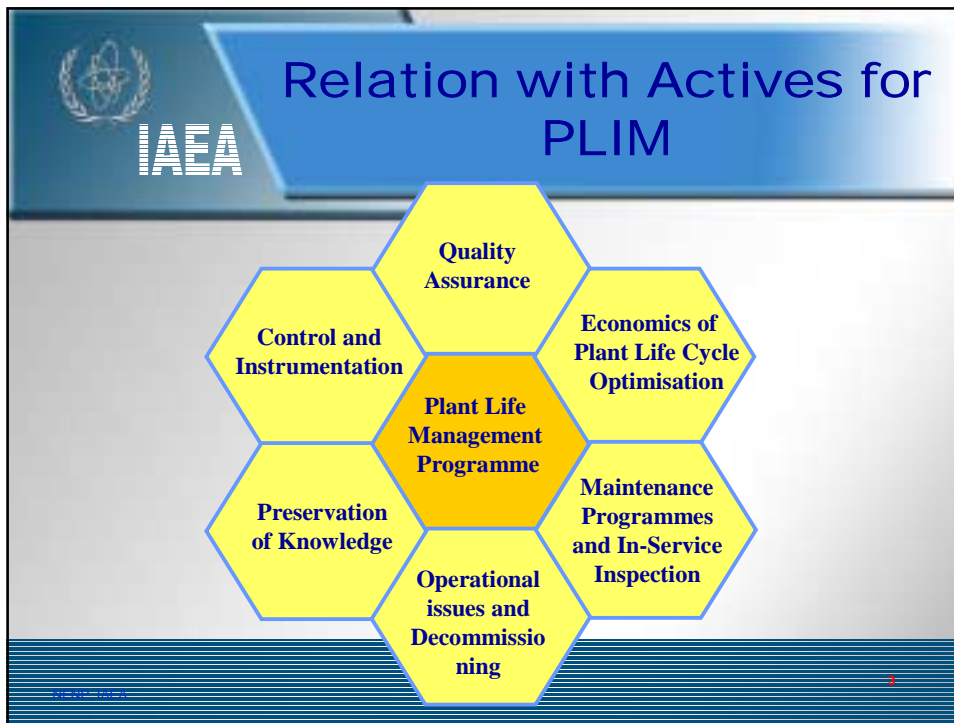 IAEA
Relation with Actives for
PLIM
Quality
Assurance
Control and
Instrumentation
Economics of
Plant Life Cycle
Optimisation
Plant Life
Management
Programme
Preservation
of Knowledge
Maintenance
Programmes
and In-Service
Inspection
Operational
issues and
Decommissio
ning
3